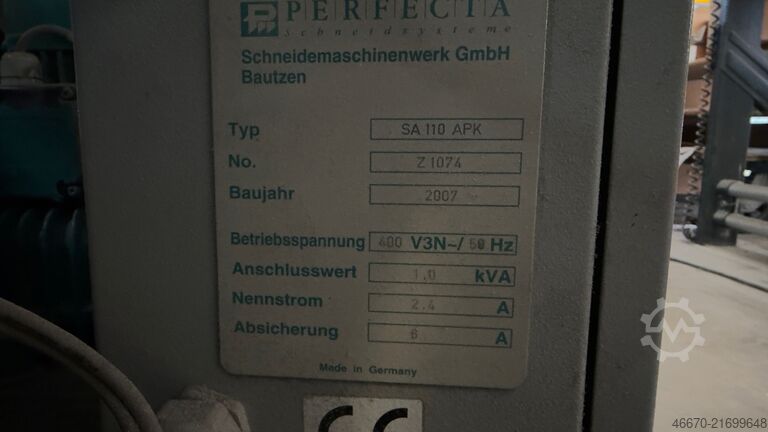 PERFECTA
Schneidsysteme
Schneidemaschinenwerk GmbH
Bautzen
Typ SA 110 APK
No. Z 1074
Baujahr 2007
Betriebsspannung 400 V3N~/ 50 Hz
Anschlusswert 1,0 kVA
Nennstrom 2,4 A
Absicherung 6 A
Made in Germany
CE
46670-21699648